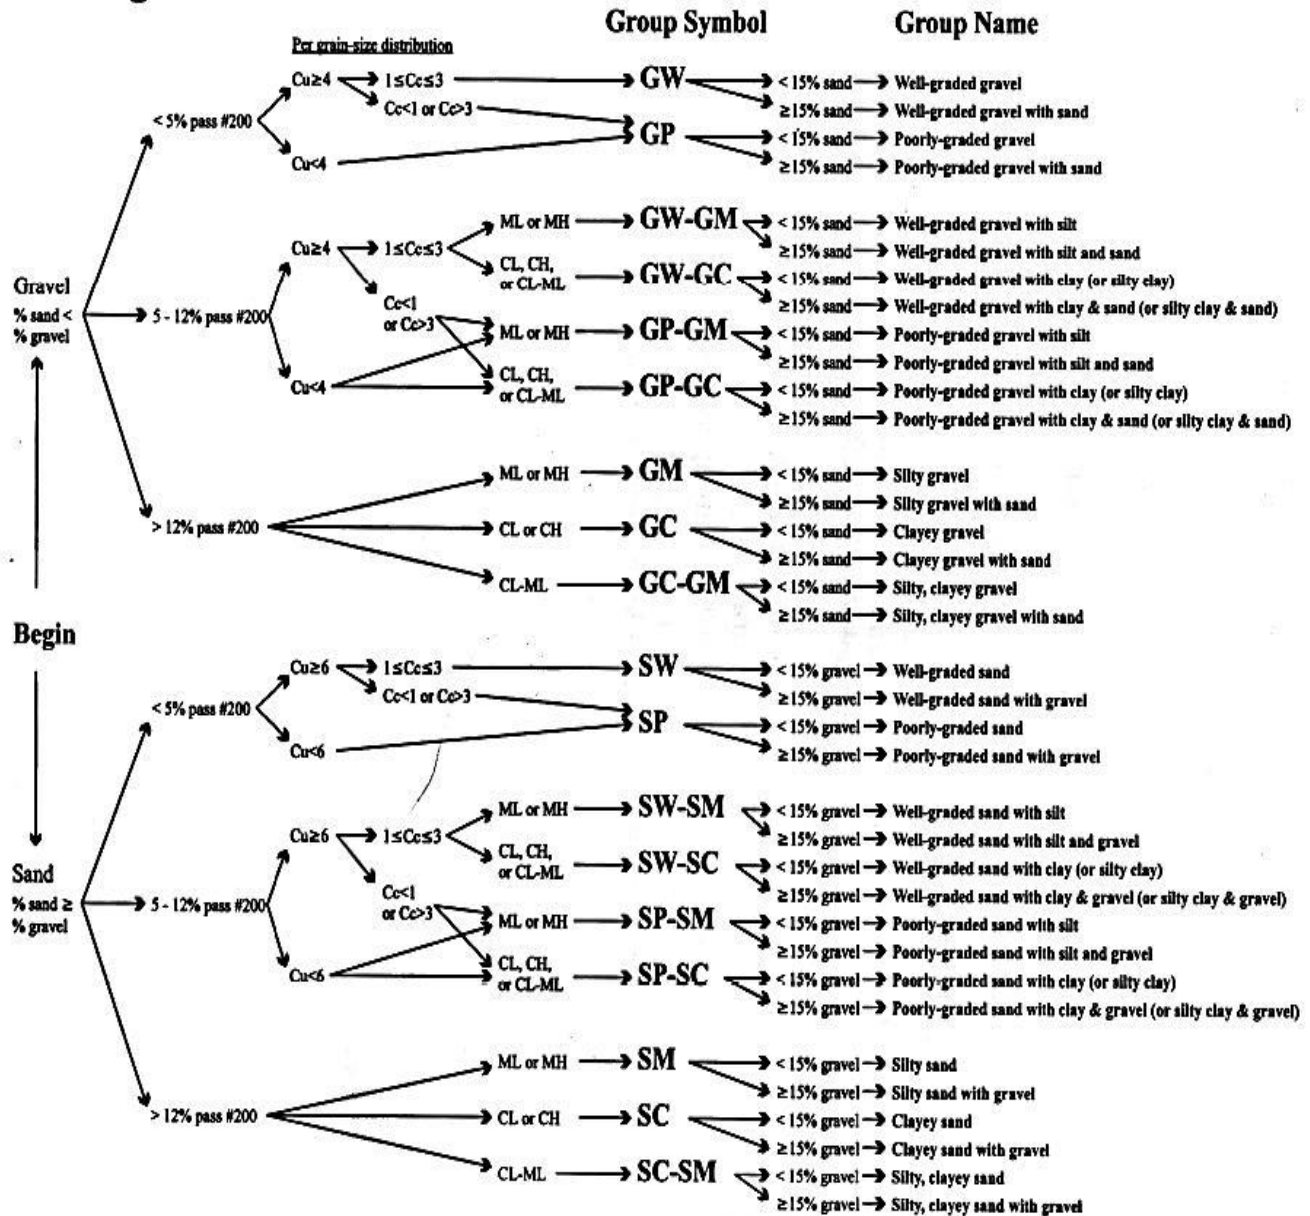 Group Symbol Group Name
Per grain-size distribution
Cu≥4 1≤Cc≤3 GW < 15% sand Well-graded gravel
Cc<1 or Cc>3 ≥15% sand Well-graded gravel with sand
< 5% pass #200
GP < 15% sand Poorly-graded gravel
Cu<4 ≥15% sand Poorly-graded gravel with sand
ML or MH GW-GM < 15% sand Well-graded gravel with silt
Cu≥4 1≤Cc≤3 ≥15% sand Well-graded gravel with silt and sand
CL, CH,
or CL-ML GW-GC < 15% sand Well-graded gravel with clay (or silty clay)
Gravel
% sand <
% gravel
5 - 12% pass #200
Cc<1
or Cc>3 ≥15% sand Well-graded gravel with clay & sand (or silty clay & sand)
ML or MH GP-GM < 15% sand Poorly-graded gravel with silt
≥15% sand Poorly-graded gravel with silt and sand
Cu<4 CL, CH,
or CL-ML GP-GC < 15% sand Poorly-graded gravel with clay (or silty clay)
≥15% sand Poorly-graded gravel with clay & sand (or silty clay & sand)
ML or MH GM < 15% sand Silty gravel
≥15% sand Silty gravel with sand
> 12% pass #200 CL or CH GC < 15% sand Clayey gravel
≥15% sand Clayey gravel with sand
CL-ML GC-GM < 15% sand Silty, clayey gravel
≥15% sand Silty, clayey gravel with sand
Begin
Cu≥6 1≤Cc≤3 SW < 15% gravel Well-graded sand
Cc<1 or Cc>3 ≥15% gravel Well-graded sand with gravel
< 5% pass #200
SP < 15% gravel Poorly-graded sand
Cu<6 ≥15% gravel Poorly-graded sand with gravel
ML or MH SW-SM < 15% gravel Well-graded sand with silt
Cu≥6 1≤Cc≤3 ≥15% gravel Well-graded sand with silt and gravel
CL, CH,
or CL-ML SW-SC < 15% gravel Well-graded sand with clay (or silty clay)
Sand
% sand ≥
% gravel
5 - 12% pass #200
Cc<1
or Cc>3 ≥15% gravel Well-graded sand with clay & gravel (or silty clay & gravel)
ML or MH SP-SM < 15% gravel Poorly-graded sand with silt
≥15% gravel Poorly-graded sand with silt and gravel
Cu<6 CL, CH,
or CL-ML SP-SC < 15% gravel Poorly-graded sand with clay (or silty clay)
≥15% gravel Poorly-graded sand with clay & gravel (or silty clay & gravel)
ML or MH SM < 15% gravel Silty sand
≥15% gravel Silty sand with gravel
> 12% pass #200 CL or CH SC < 15% gravel Clayey sand
≥15% gravel Clayey sand with gravel
CL-ML SC-SM < 15% gravel Silty, clayey sand
≥15% gravel Silty, clayey sand with gravel